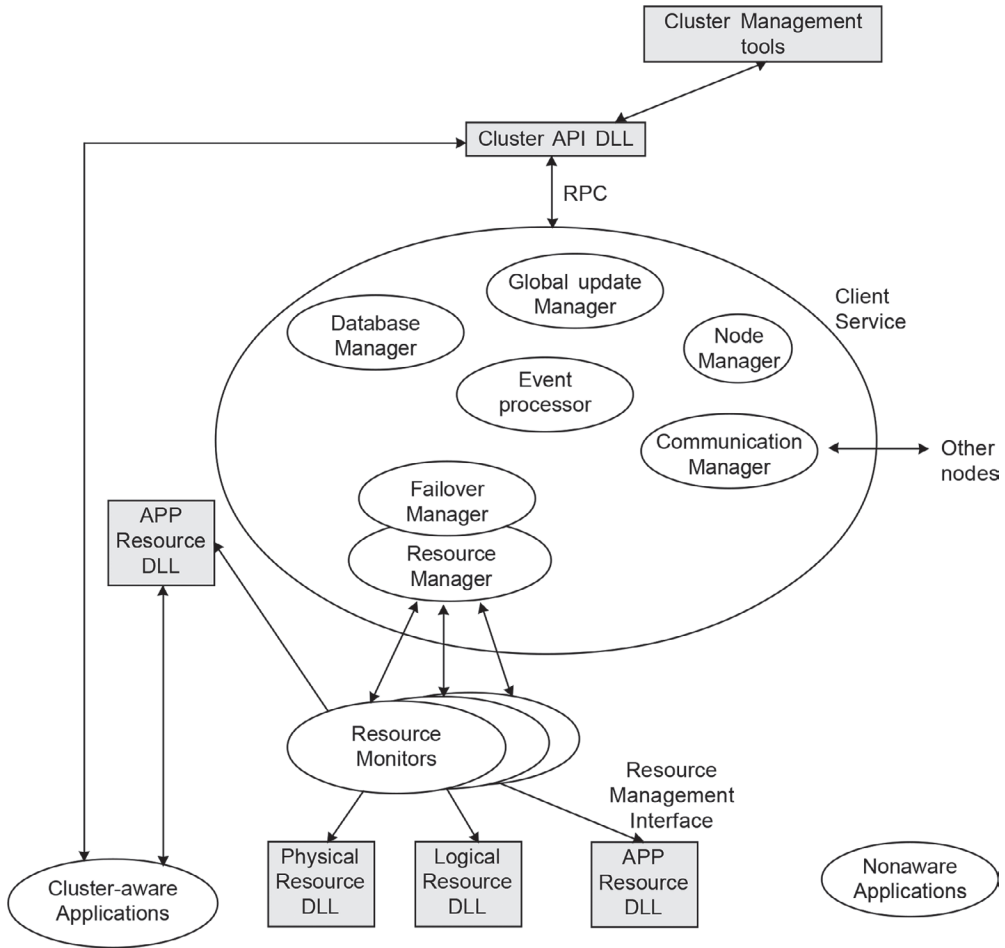 Cluster Management
tools
Cluster API DLL
RPC
Global update
Manager
Client
Service
Database
Manager
Node
Manager
Event
processor
Communication
Manager
Other
nodes
Failover
Manager
APP
Resource
DLL
Resource
Manager
Resource
Monitors
Resource
Management
Interface
Physical
Resource
DLL
Logical
Resource
DLL
APP
Resource
DLL
Cluster-aware
Applications
Nonaware
Applications